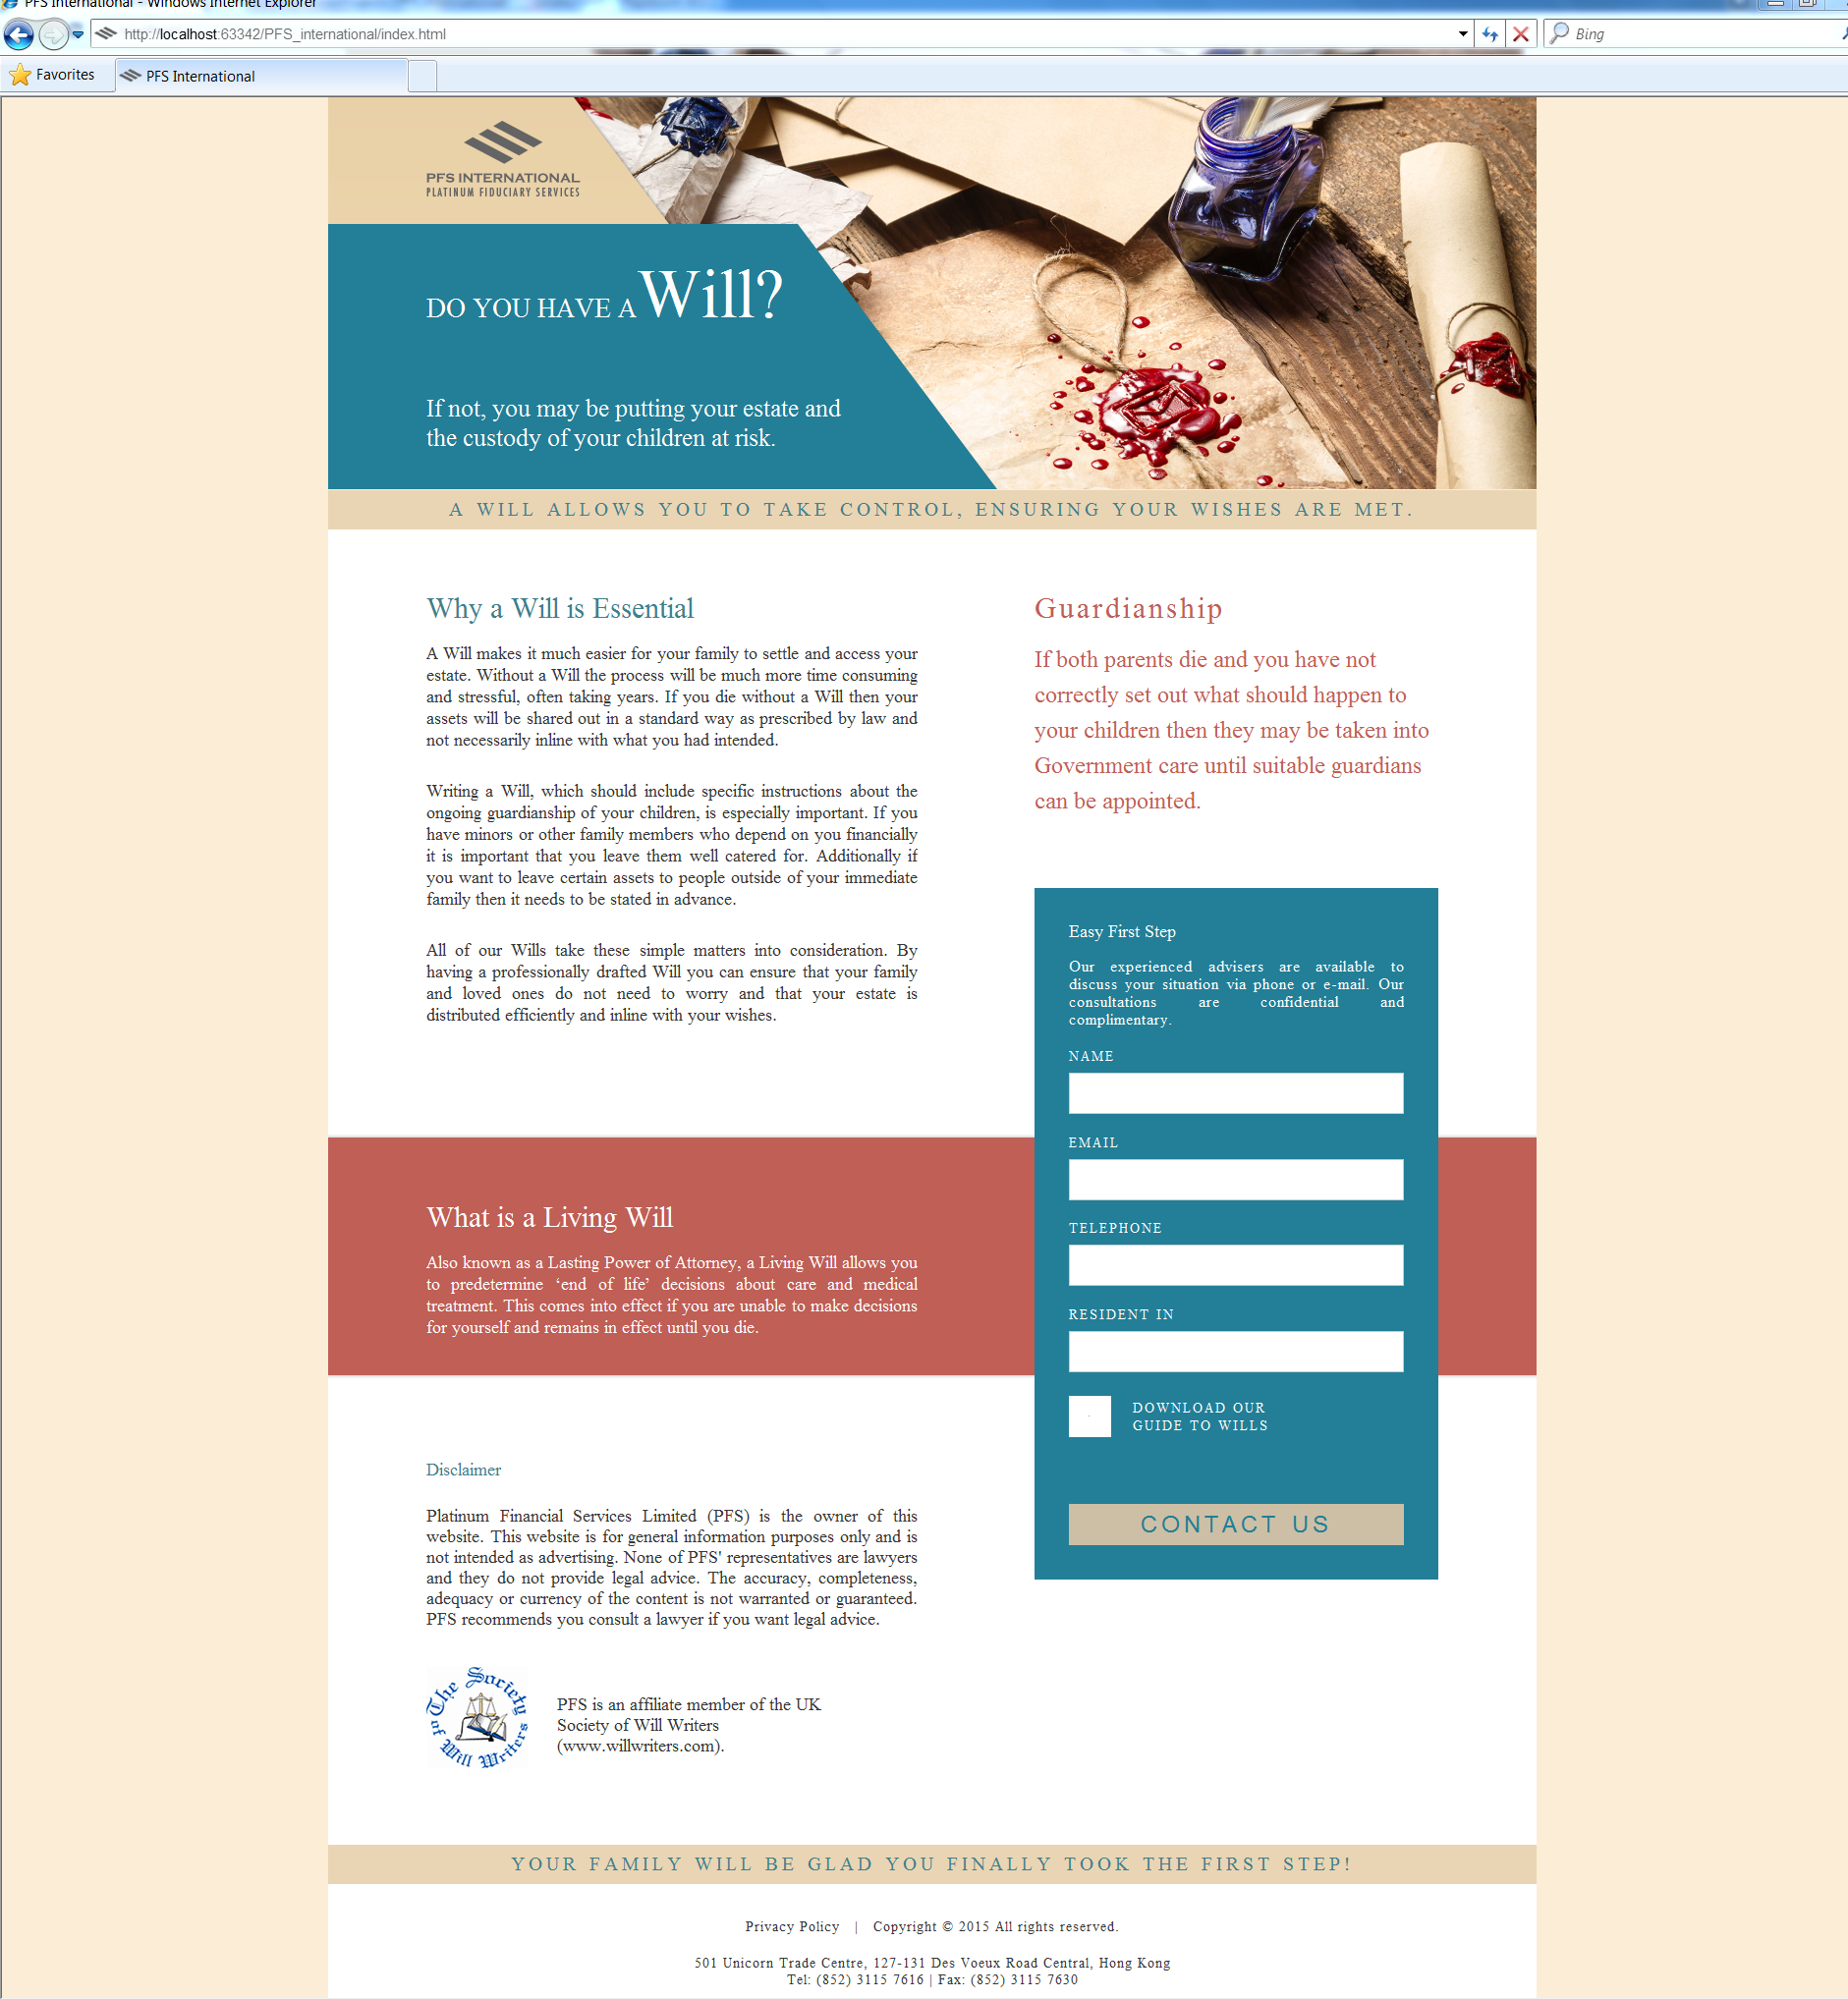 PFS International - Windows Internet Explorer
http://localhost:63342/PFS_international/index.html
Bing
Favorites
PFS International
PFS INTERNATIONAL
PLATINUM FIDUCIARY SERVICES
DO YOU HAVE A Will?
If not, you may be putting your estate and
the custody of your children at risk.
A WILL ALLOWS YOU TO TAKE CONTROL, ENSURING YOUR WISHES ARE MET.
Why a Will is Essential
A Will makes it much easier for your family to settle and access your
estate. Without a Will the process will be much more time consuming
and stressful, often taking years. If you die without a Will then your
assets will be shared out in a standard way as prescribed by law and
not necessarily inline with what you had intended.
Writing a Will, which should include specific instructions about the
ongoing guardianship of your children, is especially important. If you
have minors or other family members who depend on you financially
it is important that you leave them well catered for. Additionally if
you want to leave certain assets to people outside of your immediate
family then it needs to be stated in advance.
All of our Wills take these simple matters into consideration. By
having a professionally drafted Will you can ensure that your family
and loved ones do not need to worry and that your estate is
distributed efficiently and inline with your wishes.
Guardianship
If both parents die and you have not
correctly set out what should happen to
your children then they may be taken into
Government care until suitable guardians
can be appointed.
Easy First Step
Our experienced advisers are available to
discuss your situation via phone or e-mail. Our
consultations are confidential and
complimentary.
NAME
EMAIL
TELEPHONE
RESIDENT IN
DOWNLOAD OUR
GUIDE TO WILLS
CONTACT US
What is a Living Will
Also known as a Lasting Power of Attorney, a Living Will allows you
to predetermine ‘end of life’ decisions about care and medical
treatment. This comes into effect if you are unable to make decisions
for yourself and remains in effect until you die.
Disclaimer
Platinum Financial Services Limited (PFS) is the owner of this
website. This website is for general information purposes only and is
not intended as advertising. None of PFS' representatives are lawyers
and they do not provide legal advice. The accuracy, completeness,
adequacy or currency of the content is not warranted or guaranteed.
PFS recommends you consult a lawyer if you want legal advice.
The Society of Will Writers
PFS is an affiliate member of the UK
Society of Will Writers
(www.willwriters.com).
YOUR FAMILY WILL BE GLAD YOU FINALLY TOOK THE FIRST STEP!
Privacy Policy | Copyright © 2015 All rights reserved.
501 Unicorn Trade Centre, 127-131 Des Voeux Road Central, Hong Kong
Tel: (852) 3115 7616 | Fax: (852) 3115 7630